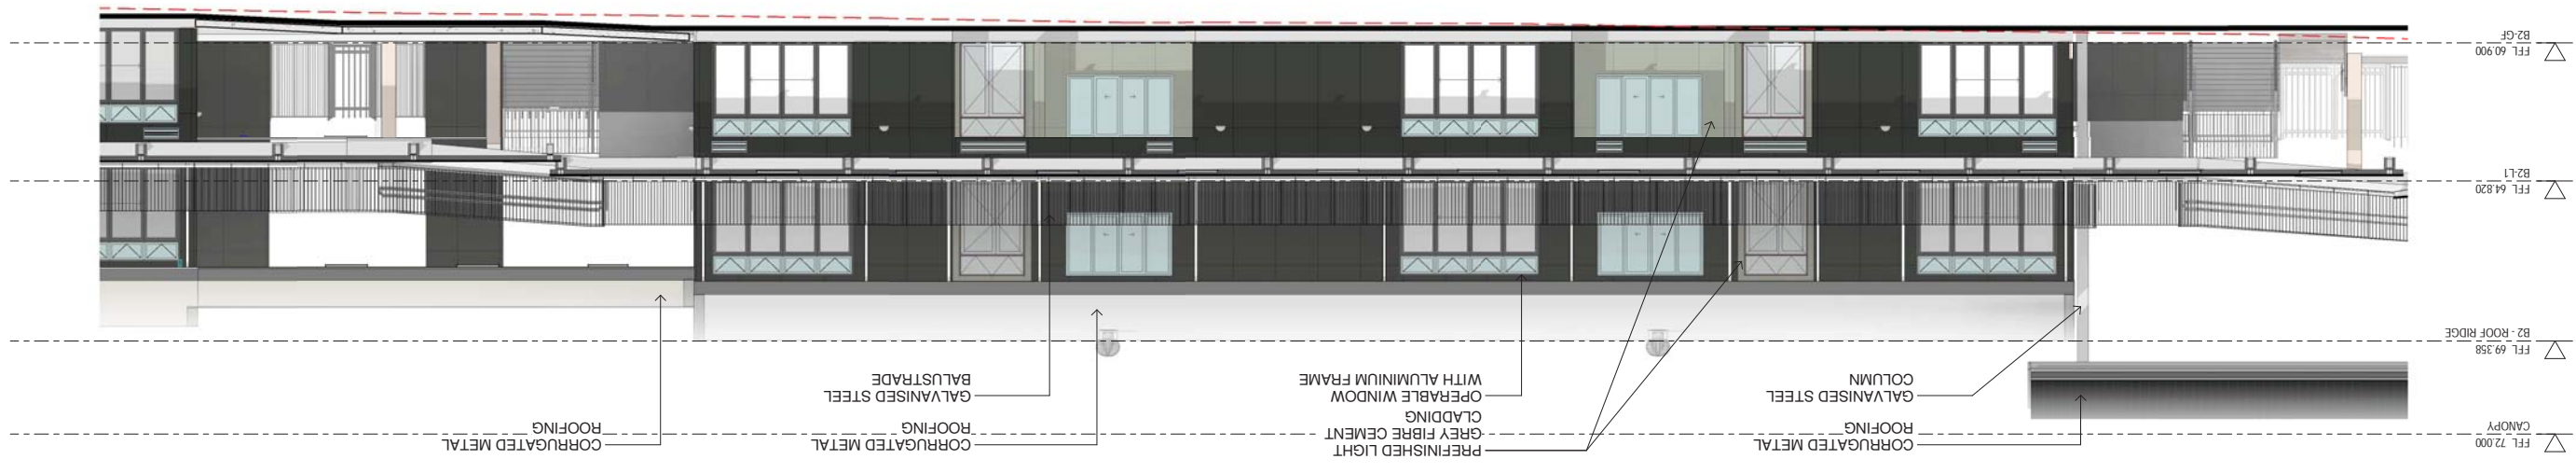 FFL 72.000
CANOPY
CORRUGATED METAL
ROOFING
GALVANISED STEEL
COLUMN
PREFINISHED LIGHT
GREY FIBRE CEMENT
CLADDING
OPERABLE WINDOW
WITH ALUMINIUM FRAME
CORRUGATED METAL
ROOFING
GALVANISED STEEL
BALUSTRADE
CORRUGATED METAL
ROOFING
FFL 69.358
B2 - ROOF RIDGE
FFL 64.820
B2-L1
FFL 60.900
B2-GF